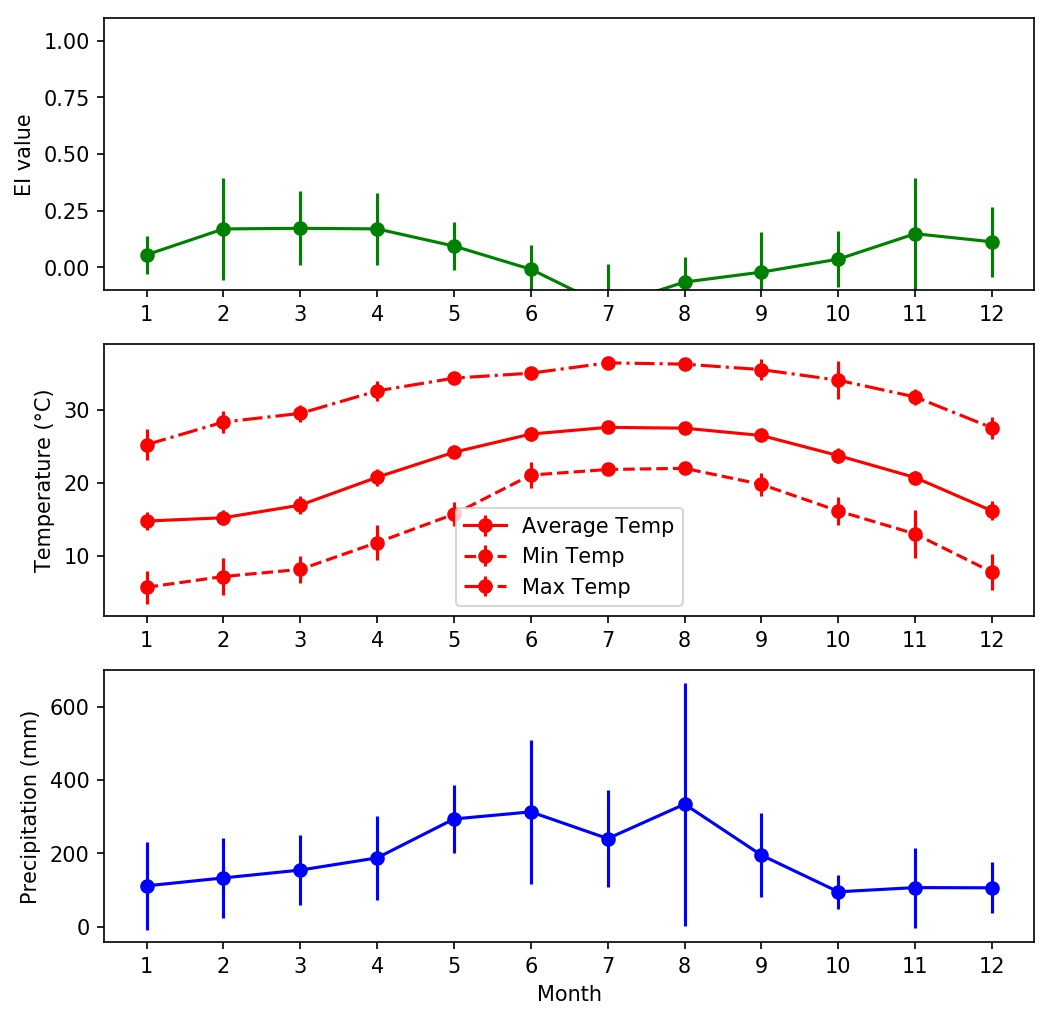 EI value
1.00
0.75
0.50
0.25
0.00
1 2 3 4 5 6 7 8 9 10 11 12
Temperature (°C)
30
20
10
Average Temp
Min Temp
Max Temp
1 2 3 4 5 6 7 8 9 10 11 12
Precipitation (mm)
600
400
200
0
1 2 3 4 5 6 7 8 9 10 11 12
Month